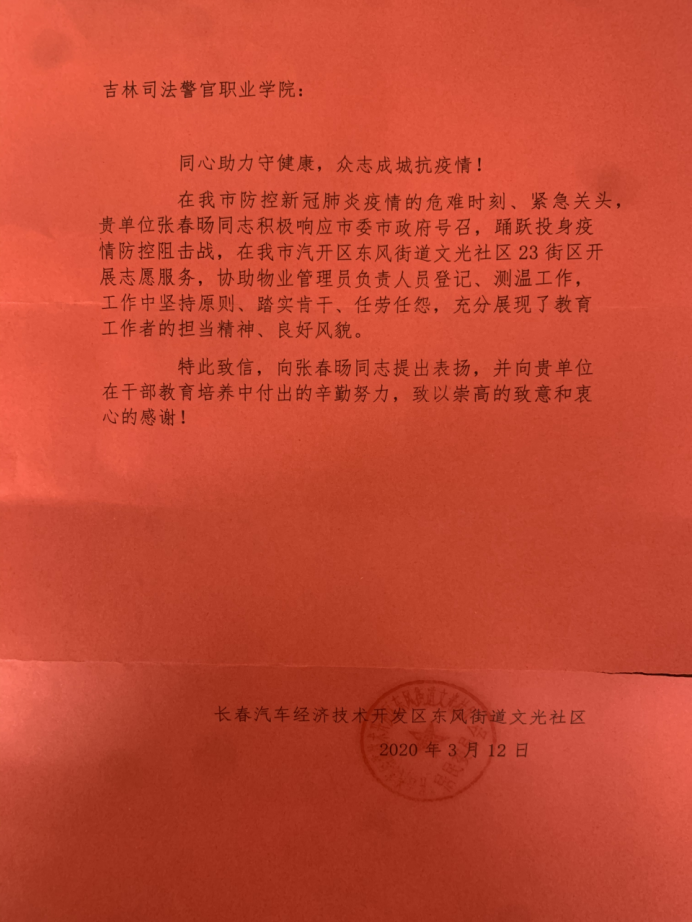 吉林司法警官职业学院：
同心助力守健康，众志成城抗疫情！
在我市防控新冠肺炎疫情的危难时刻、紧急关头，
贵单位张春旸同志积极响应市委市政府号召，踊跃投身疫
情防控阻击战，在我市汽开区东风街道文光社区 23 街区开
展志愿服务，协助物业管理员负责人员登记、测温工作，
工作中坚持原则、踏实肯干、任劳任怨，充分展现了教育
工作者的担当精神、良好风貌。
特此致信，向张春旸同志提出表扬，并向贵单位
在干部教育培养中付出的辛勤努力，致以崇高的致意和衷
心的感谢！
长春汽车经济技术开发区东风街道文光社区
2020 年 3 月 12 日